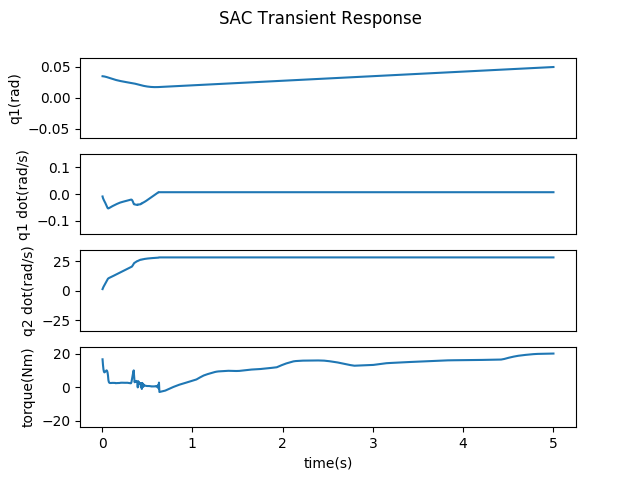 SAC Transient Response
q1(rad)
0.05
0.00
−0.05
q1 dot(rad/s)
0.1
0.0
−0.1
q2 dot(rad/s)
25
0
−25
torque(Nm)
20
0
−20
0 1 2 3 4 5
time(s)